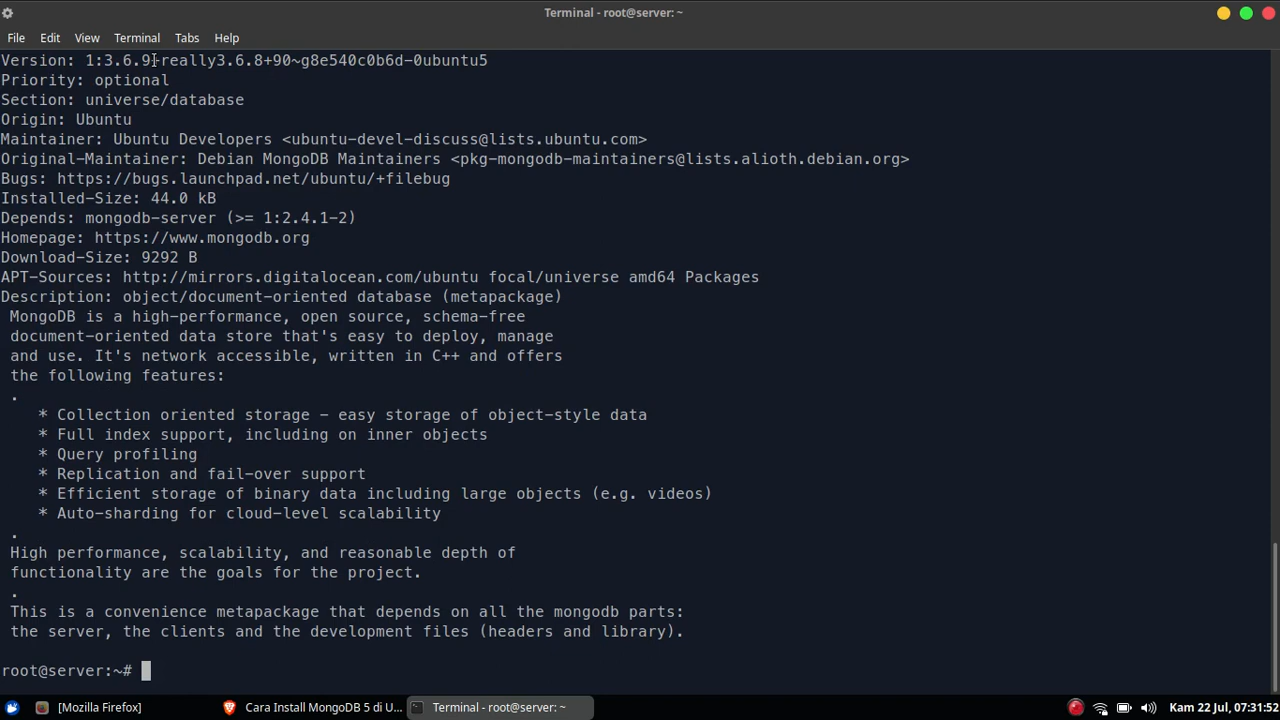 Terminal - root@server: ~
File Edit View Terminal Tabs Help
Version: 1:3.6.9+really3.6.8+90~g8e540c0b6d-0ubuntu5
Priority: optional
Section: universe/database
Origin: Ubuntu
Maintainer: Ubuntu Developers <ubuntu-devel-discuss@lists.ubuntu.com>
Original-Maintainer: Debian MongoDB Maintainers <pkg-mongodb-maintainers@lists.alioth.debian.org>
Bugs: https://bugs.launchpad.net/ubuntu/+filebug
Installed-Size: 44.0 kB
Depends: mongodb-server (>= 1:2.4.1-2)
Homepage: https://www.mongodb.org
Download-Size: 9292 B
APT-Sources: http://mirrors.digitalocean.com/ubuntu focal/universe amd64 Packages
Description: object/document-oriented database (metapackage)
MongoDB is a high-performance, open source, schema-free
document-oriented data store that's easy to deploy, manage
and use. It's network accessible, written in C++ and offers
the following features:
.
* Collection oriented storage - easy storage of object-style data
* Full index support, including on inner objects
* Query profiling
* Replication and fail-over support
* Efficient storage of binary data including large objects (e.g. videos)
* Auto-sharding for cloud-level scalability
.
High performance, scalability, and reasonable depth of
functionality are the goals for the project.
.
This is a convenience metapackage that depends on all the mongodb parts:
the server, the clients and the development files (headers and library).
root@server:~#
[Mozilla Firefox] Cara Install MongoDB 5 di U... Terminal - root@server: ~ Kam 22 Jul, 07:31:52